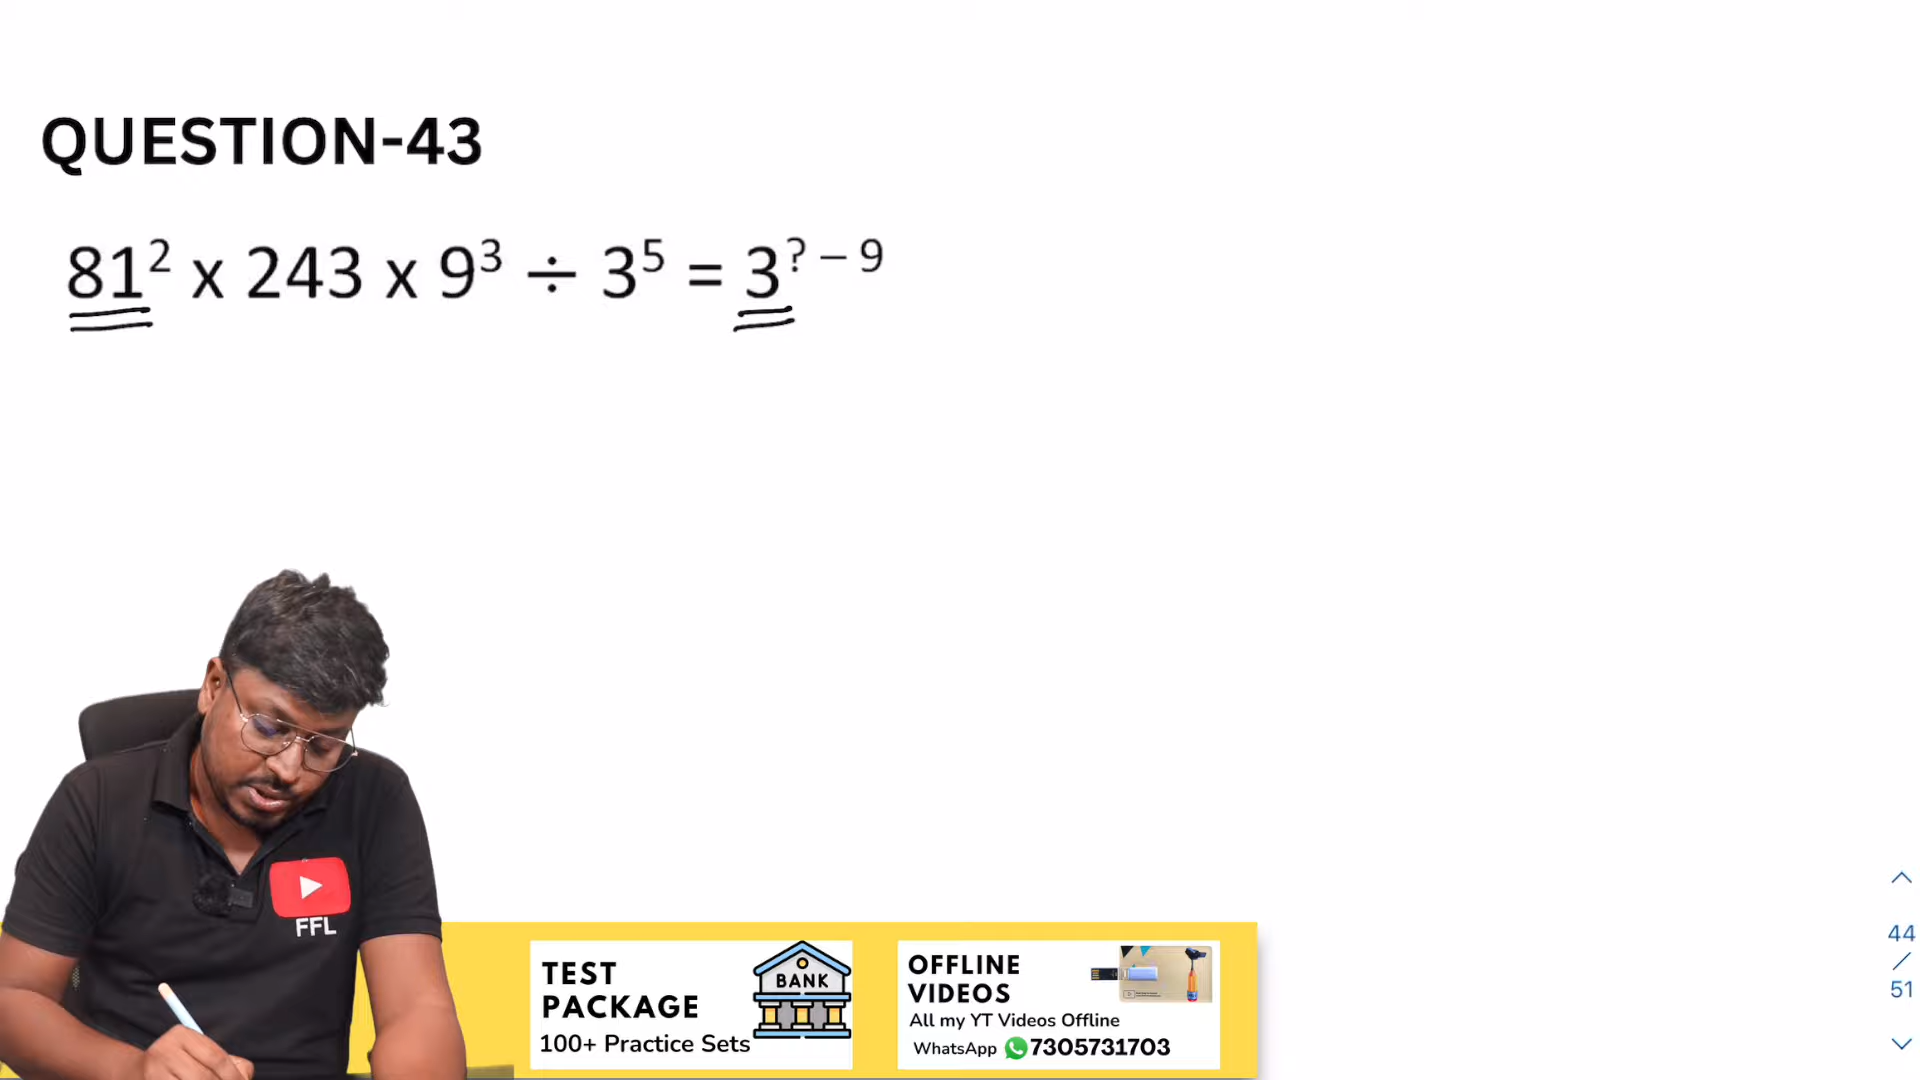 QUESTION-43
81² x 243 x 9³ ÷ 3⁵ = 3^{? – 9}
FFL
TEST
PACKAGE
100+ Practice Sets
BANK
OFFLINE
VIDEOS
All my YT Videos Offline
WhatsApp 7305731703
44
/
51